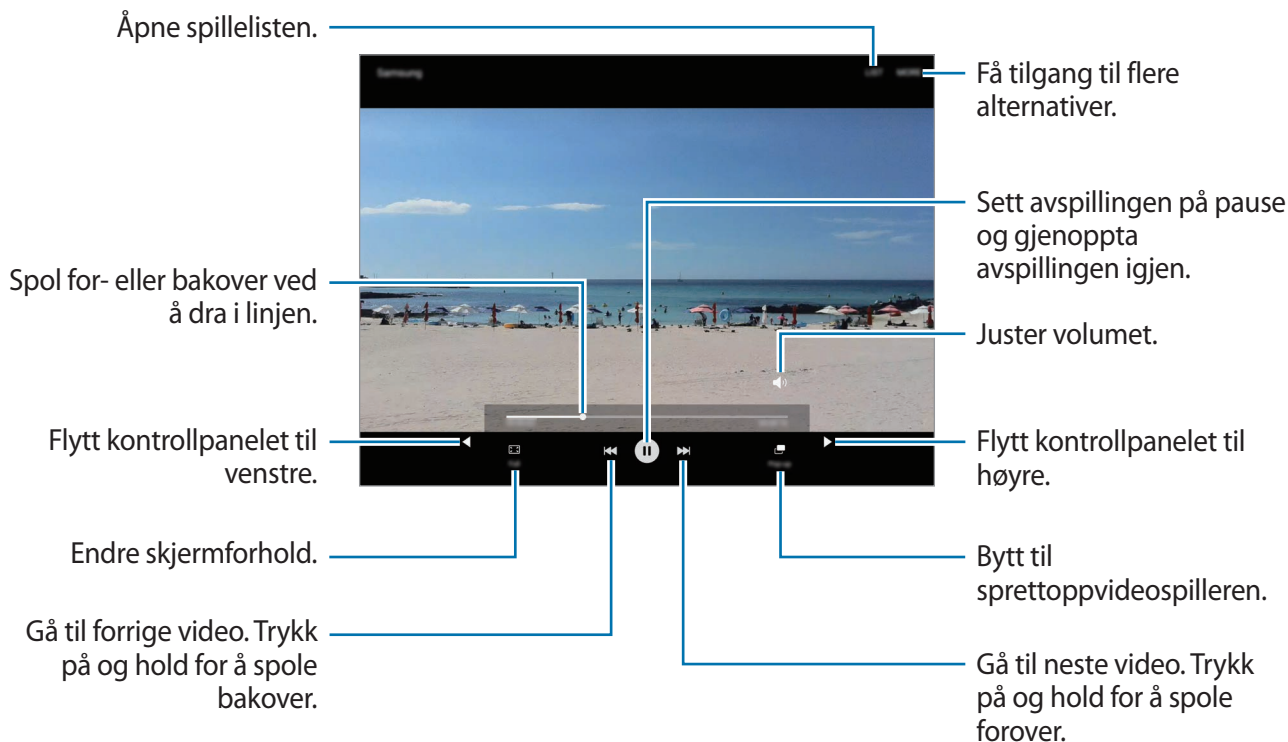 Åpne spillelisten.
Samsung
LIST MORE
Få tilgang til flere
alternativer.
Sett avspillingen på pause
og gjenoppta
avspillingen igjen.
Spol for- eller bakover ved
å dra i linjen.
Juster volumet.
Flytt kontrollpanelet til
venstre.
Flytt kontrollpanelet til
høyre.
Endre skjermforhold.
Bytt til
sprettoppvideospilleren.
Gå til forrige video. Trykk
på og hold for å spole
bakover.
Gå til neste video. Trykk
på og hold for å spole
forover.